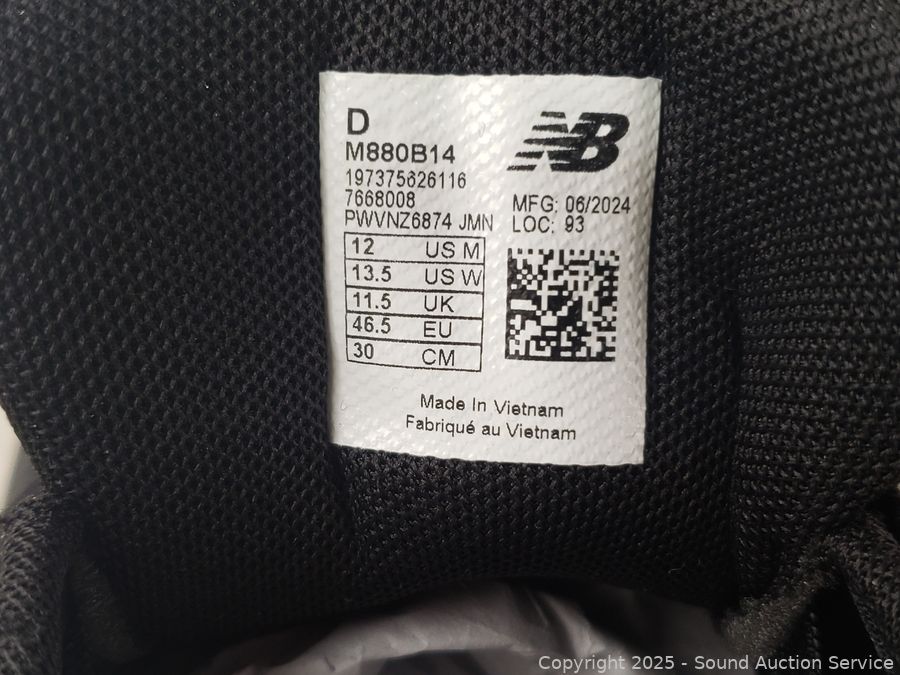 D
M880B14
197375626116
7668008
PWVNZ6874 JMN
NB
MFG: 06/2024
LOC: 93
12 US M
13.5 US W
11.5 UK
46.5 EU
30 CM
Made In Vietnam
Fabriqué au Vietnam
Copyright 2025 - Sound Auction Service